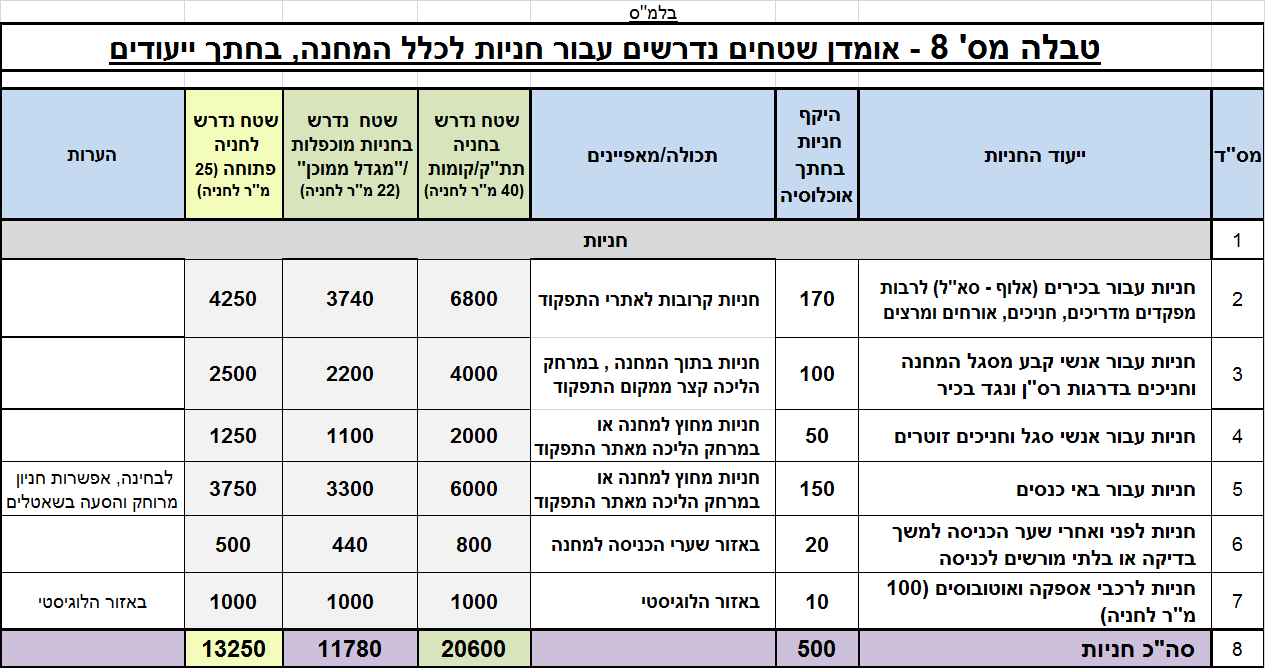 בלמ"ס
טבלה מס' 8 - אומדן שטחים נדרשים עבור חניות לכלל המחנה, בחתך ייעודים
מס"ד
ייעוד החניות
היקף
חניות
בחתך
אוכלוסיה
תכולה/מאפיינים
שטח נדרש
בחניה
תת"ק/קומות
(40 מ"ר לחניה)
שטח נדרש
בחניות מוכפלות
/"מגדל ממוכן"
(22 מ"ר לחניה)
שטח נדרש
לחניה
פתוחה (25
מ"ר לחניה)
הערות
1
חניות
2
חניות עבור בכירים (אלוף - סא"ל) לרבות
מפקדים מדריכים, חניכים, אורחים ומרצים
170
חניות קרובות לאתרי התפקוד
6800
3740
4250
3
חניות עבור אנשי קבע מסגל המחנה
וחניכים בדרגות רס"ן ונגד בכיר
100
חניות בתוך המחנה , במרחק
הליכה קצר ממקום התפקוד
4000
2200
2500
4
חניות עבור אנשי סגל וחניכים זוטרים
50
חניות מחוץ למחנה או
במרחק הליכה מאתר התפקוד
2000
1100
1250
5
חניות עבור באי כנסים
150
חניות מחוץ למחנה או
במרחק הליכה מאתר התפקוד
6000
3300
3750
לבחינה, אפשרות חניון
מרוחק והסעה בשאטלים
6
חניות לפני ואחרי שער הכניסה למשך
בדיקה או בלתי מורשים לכניסה
20
באזור שערי הכניסה למחנה
800
440
500
7
חניות לרכבי אספקה ואוטובוסים (100
מ"ר לחניה)
10
באזור הלוגיסטי
1000
1000
1000
באזור הלוגיסטי
8
סה"כ חניות
500
20600
11780
13250